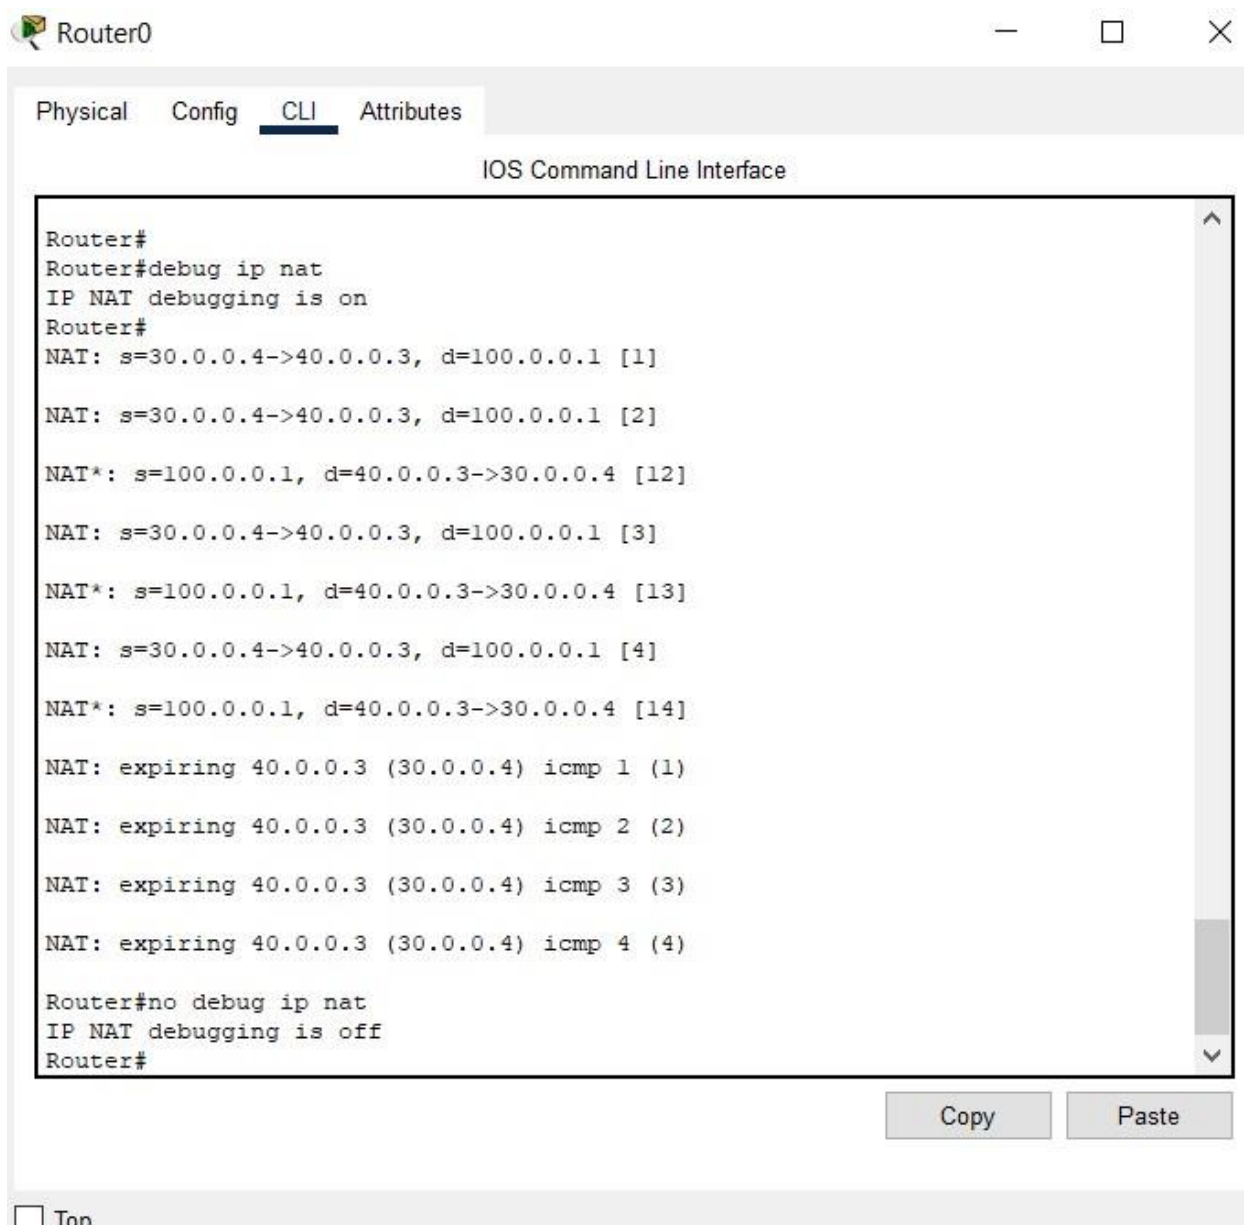 Router0
Physical Config CLI Attributes
IOS Command Line Interface
Router#
Router#debug ip nat
IP NAT debugging is on
Router#
NAT: s=30.0.0.4->40.0.0.3, d=100.0.0.1 [1]
NAT: s=30.0.0.4->40.0.0.3, d=100.0.0.1 [2]
NAT*: s=100.0.0.1, d=40.0.0.3->30.0.0.4 [12]
NAT: s=30.0.0.4->40.0.0.3, d=100.0.0.1 [3]
NAT*: s=100.0.0.1, d=40.0.0.3->30.0.0.4 [13]
NAT: s=30.0.0.4->40.0.0.3, d=100.0.0.1 [4]
NAT*: s=100.0.0.1, d=40.0.0.3->30.0.0.4 [14]
NAT: expiring 40.0.0.3 (30.0.0.4) icmp 1 (1)
NAT: expiring 40.0.0.3 (30.0.0.4) icmp 2 (2)
NAT: expiring 40.0.0.3 (30.0.0.4) icmp 3 (3)
NAT: expiring 40.0.0.3 (30.0.0.4) icmp 4 (4)
Router#no debug ip nat
IP NAT debugging is off
Router#
Copy Paste
Top